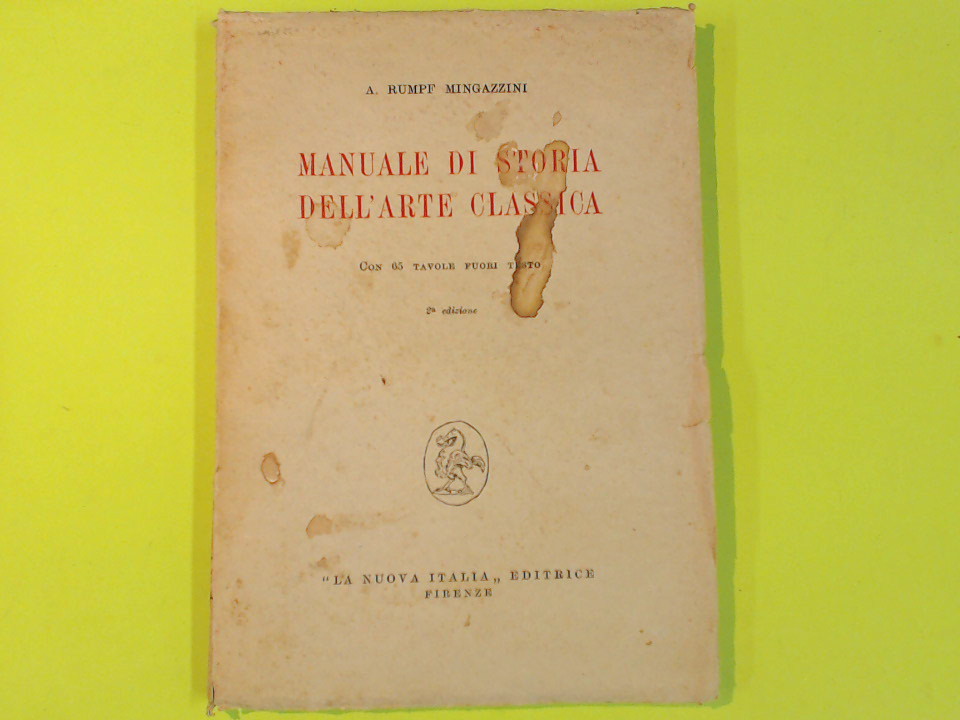 A. RUMPF MINGAZZINI
MANUALE DI STORIA
DELL'ARTE CLASSICA
CON 65 TAVOLE FUORI TESTO
2ª edizione
"LA NUOVA ITALIA„ EDITRICE
FIRENZE